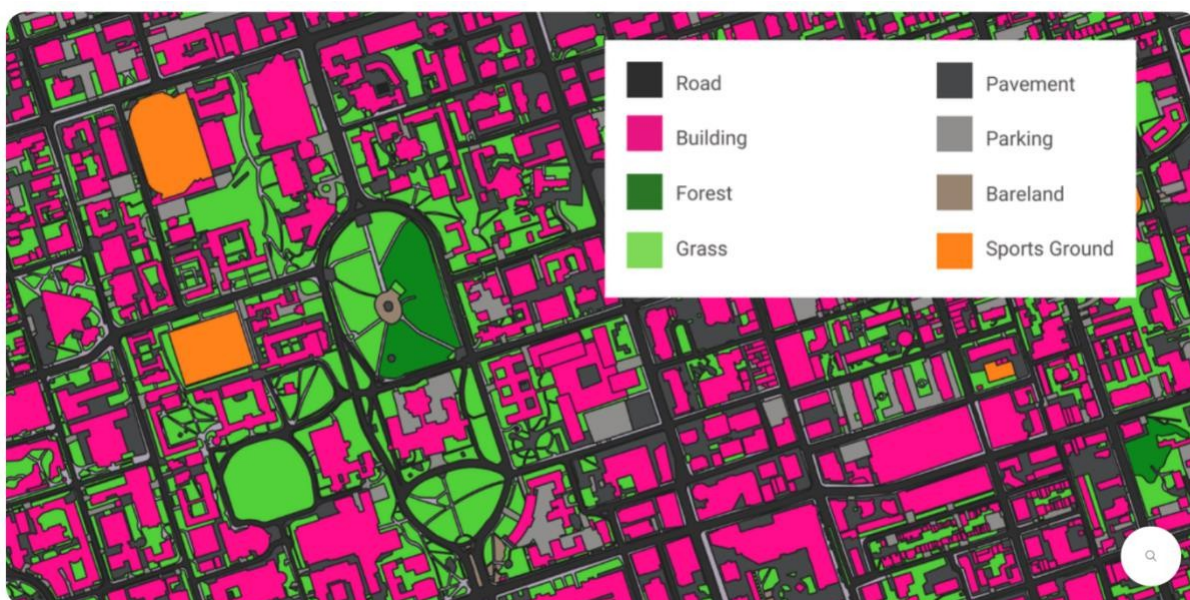 Road
Building
Forest
Grass
Pavement
Parking
Bareland
Sports Ground